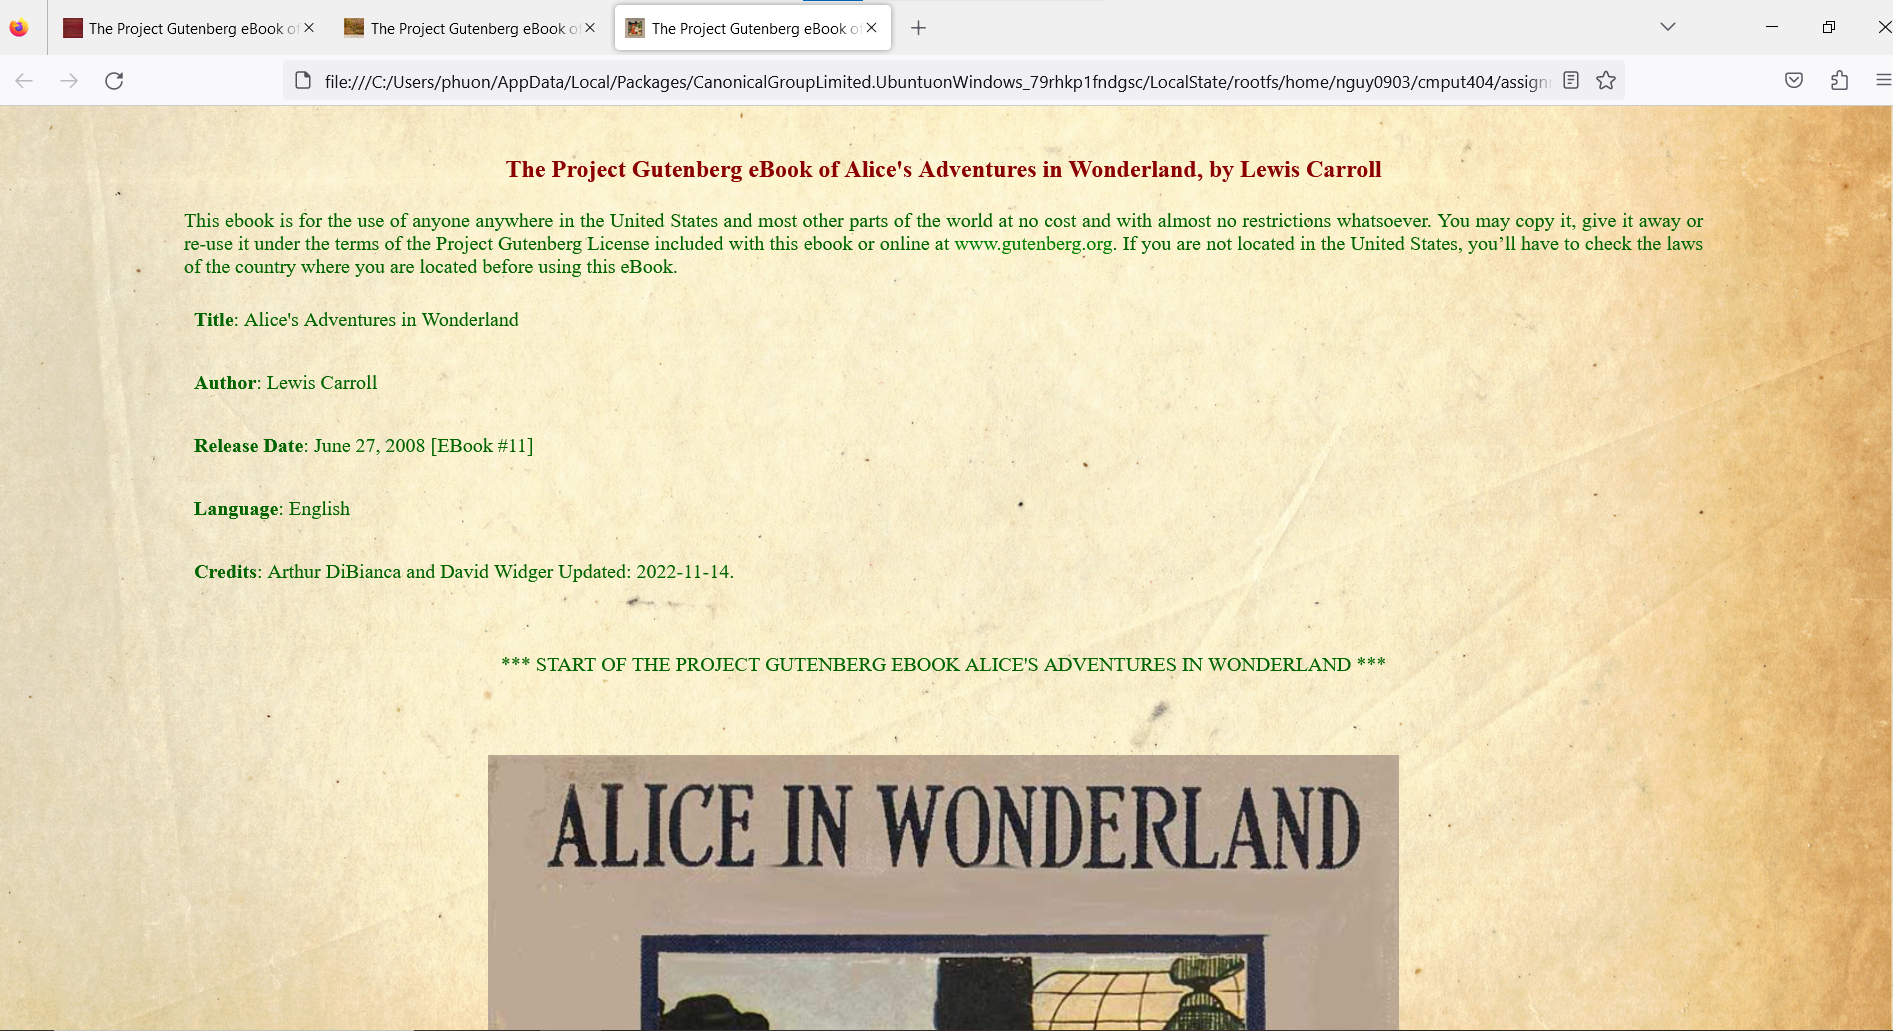 The Project Gutenberg eBook of
The Project Gutenberg eBook of
The Project Gutenberg eBook of
file:///C:/Users/phuon/AppData/Local/Packages/CanonicalGroupLimited.UbuntuonWindows_79rhkp1fndgsc/LocalState/rootfs/home/nguy0903/cmput404/assignr
The Project Gutenberg eBook of Alice's Adventures in Wonderland, by Lewis Carroll
This ebook is for the use of anyone anywhere in the United States and most other parts of the world at no cost and with almost no restrictions whatsoever. You may copy it, give it away or
re-use it under the terms of the Project Gutenberg License included with this ebook or online at www.gutenberg.org. If you are not located in the United States, you’ll have to check the laws
of the country where you are located before using this eBook.
Title: Alice's Adventures in Wonderland
Author: Lewis Carroll
Release Date: June 27, 2008 [EBook #11]
Language: English
Credits: Arthur DiBianca and David Widger Updated: 2022-11-14.
*** START OF THE PROJECT GUTENBERG EBOOK ALICE'S ADVENTURES IN WONDERLAND ***
ALICE IN WONDERLAND